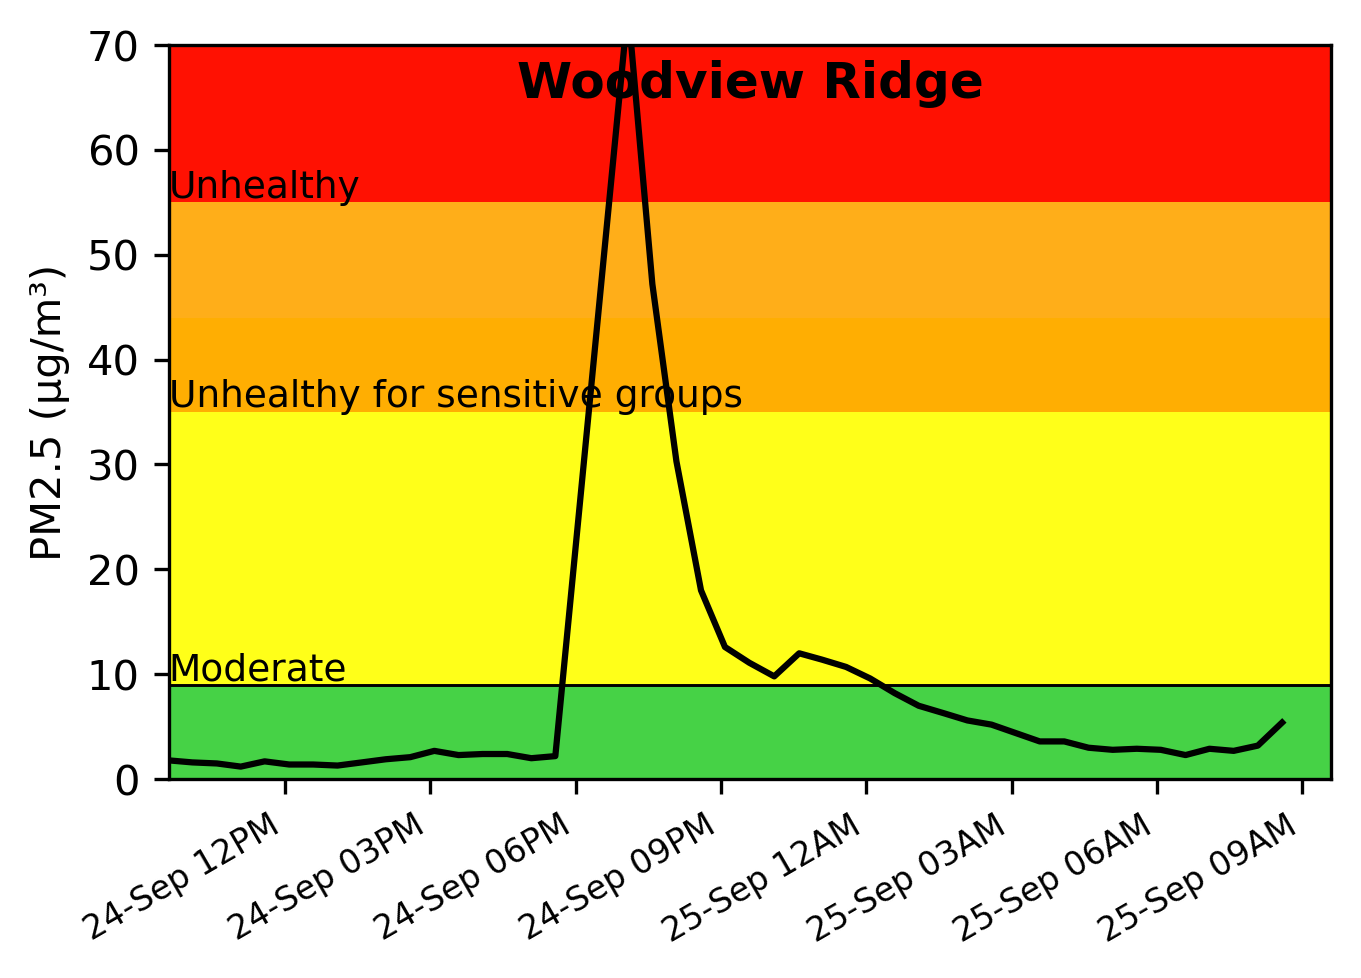 Woodview Ridge
PM2.5 (µg/m³)
70
60
50
40
30
20
10
0
Unhealthy
Unhealthy for sensitive groups
Moderate
24-Sep 12PM
24-Sep 03PM
24-Sep 06PM
24-Sep 09PM
25-Sep 12AM
25-Sep 03AM
25-Sep 06AM
25-Sep 09AM